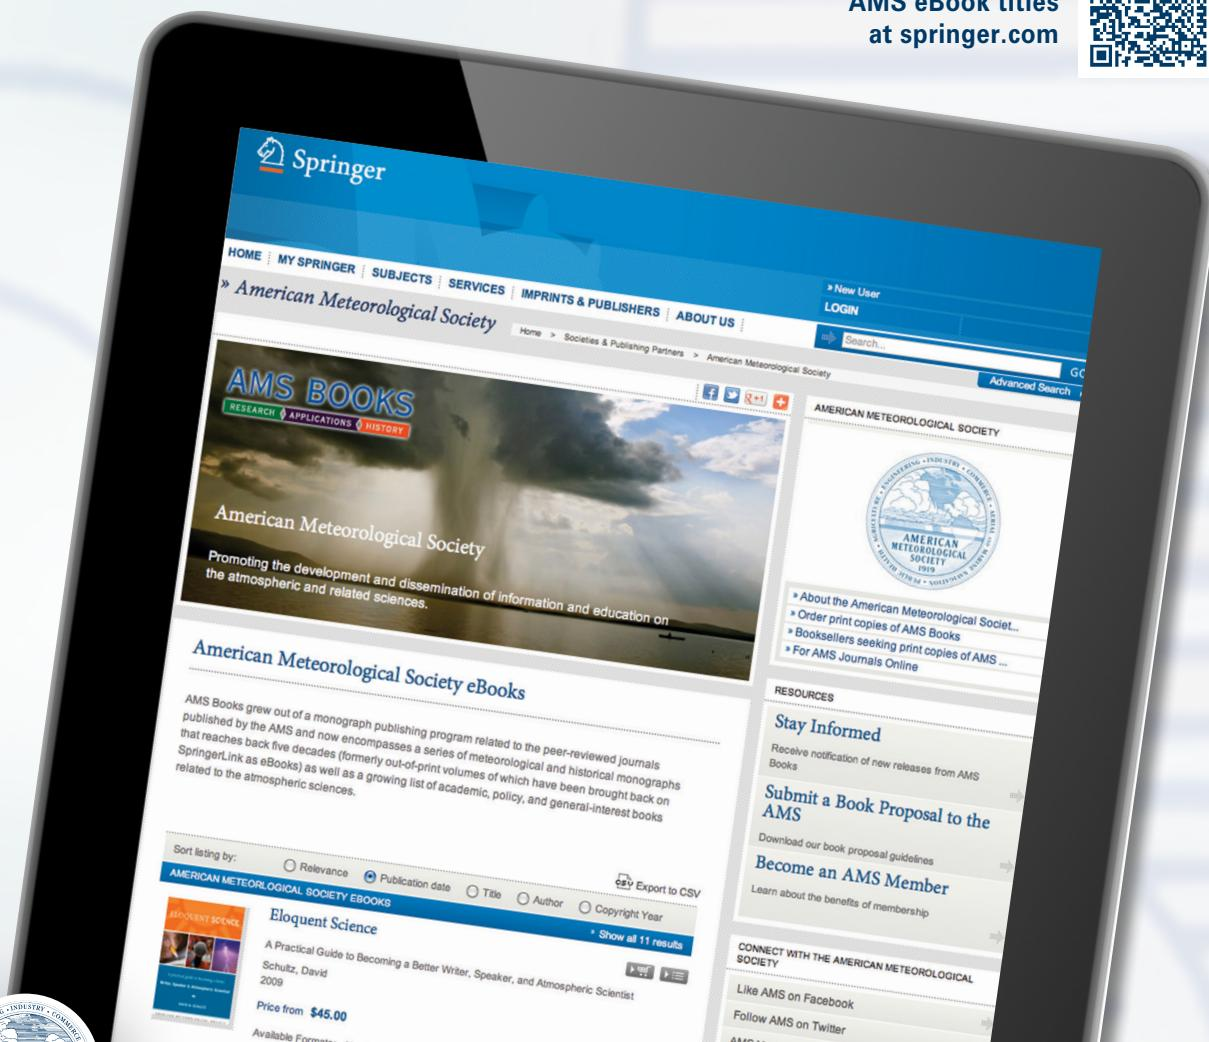 AMS eBook titles
at springer.com
Springer
HOME
MY SPRINGER
SUBJECTS
SERVICES
IMPRINTS & PUBLISHERS
ABOUT US
» New User
LOGIN
Search...
Advanced Search
» American Meteorological Society
Home > Societies & Publishing Partners > American Meteorological Society
AMS BOOKS
RESEARCH
APPLICATIONS
HISTORY
American Meteorological Society
Promoting the development and dissemination of information and education on
the atmospheric and related sciences.
American Meteorological Society eBooks
AMS Books grew out of a monograph publishing program related to the peer-reviewed journals
published by the AMS and now encompasses a series of meteorological and historical monographs
that reaches back five decades (formerly out-of-print volumes of which have been brought back on
SpringerLink as eBooks) as well as a growing list of academic, policy, and general-interest books
related to the atmospheric sciences.
Sort listing by:
Relevance
Publication date
Title
Author
Copyright Year
CSV Export to CSV
AMERICAN METEORLOGICAL SOCIETY EBOOKS
Show all 11 results
ELOQUENT SCIENCE
Eloquent Science
A Practical Guide to Becoming a Better Writer, Speaker, and Atmospheric Scientist
Schultz, David
2009
Price from $45.00
Available
AMERICAN METEOROLOGICAL SOCIETY
AMERICAN
METEOROLOGICAL
SOCIETY
1919
» About the American Meteorological Societ...
» Order print copies of AMS Books
» Booksellers seeking print copies of AMS ...
» For AMS Journals Online
RESOURCES
Stay Informed
Receive notification of new releases from AMS
Books
Submit a Book Proposal to the
AMS
Download our book proposal guidelines
Become an AMS Member
Learn about the benefits of membership
CONNECT WITH THE AMERICAN METEOROLOGICAL
SOCIETY
Like AMS on Facebook
Follow AMS on Twitter
INDUSTRY